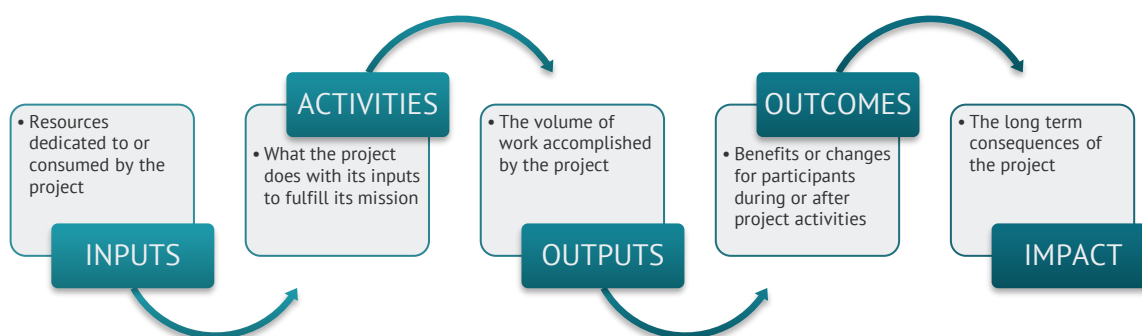 • Resources
dedicated to or
consumed by the
project
INPUTS
ACTIVITIES
• What the project
does with its inputs
to fulfill its mission
• The volume of
work accomplished
by the project
OUTPUTS
OUTCOMES
• Benefits or changes
for participants
during or after
project activities
• The long term
consequences of
the project
IMPACT